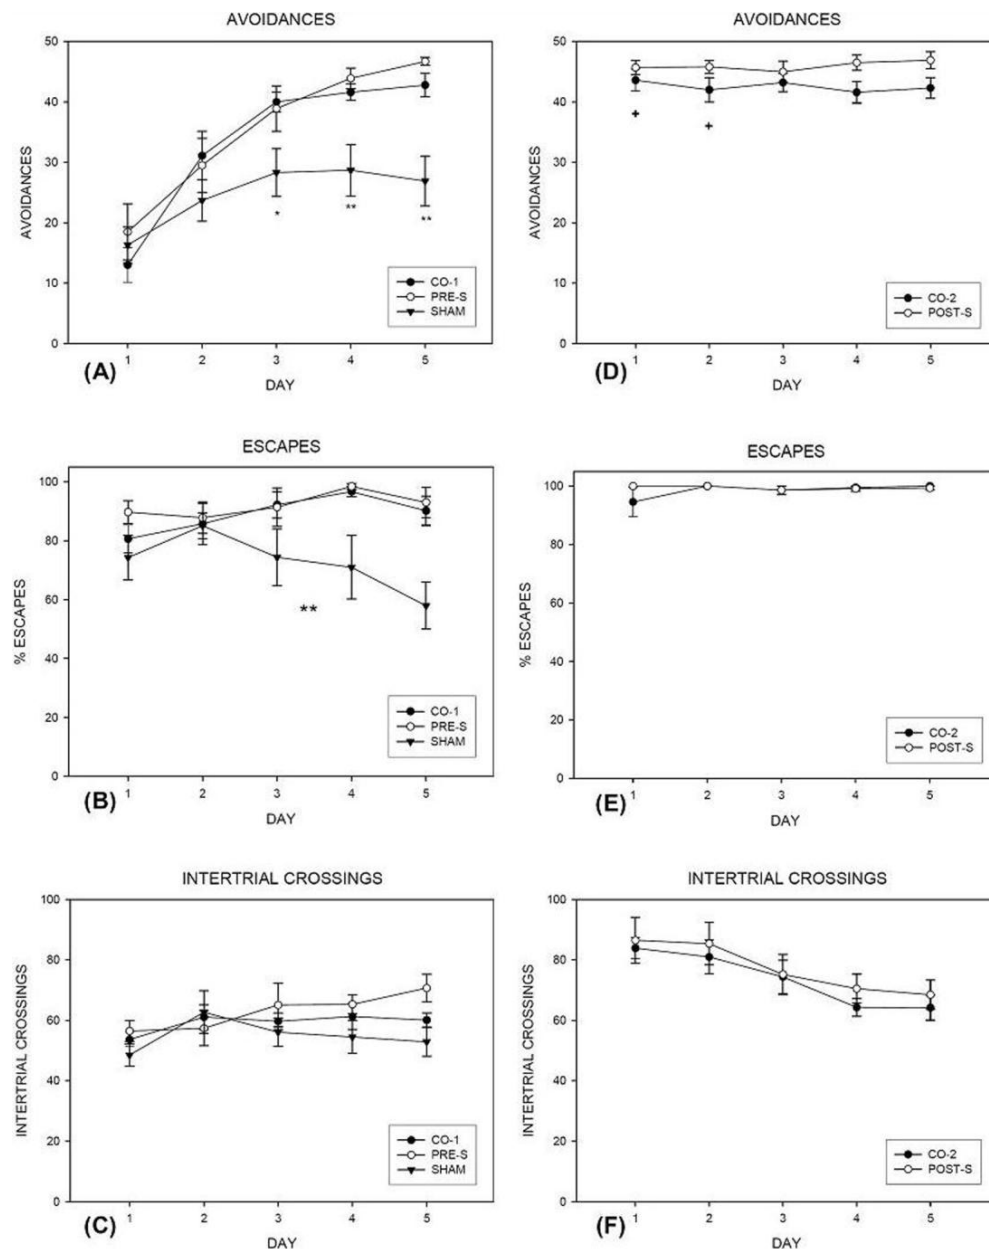 AVOIDANCES
50
40
30
20
10
0
AVOIDANCES
* ** **
CO-1
PRE-S
SHAM
1 2 3 4 5
(A)
DAY
AVOIDANCES
50
40
30
20
10
0
AVOIDANCES
+ +
CO-2
POST-S
1 2 3 4 5
(D)
DAY
ESCAPES
100
80
60
40
20
0
% ESCAPES
**
CO-1
PRE-S
SHAM
1 2 3 4 5
(B)
DAY
ESCAPES
100
80
60
40
20
0
% ESCAPES
CO-2
POST-S
1 2 3 4 5
(E)
DAY
INTERTRIAL CROSSINGS
100
80
60
40
20
0
INTERTRIAL CROSSINGS
CO-1
PRE-S
SHAM
1 2 3 4 5
(C)
DAY
INTERTRIAL CROSSINGS
100
80
60
40
20
0
INTERTRIAL CROSSINGS
CO-2
POST-S
1 2 3 4 5
(F)
DAY